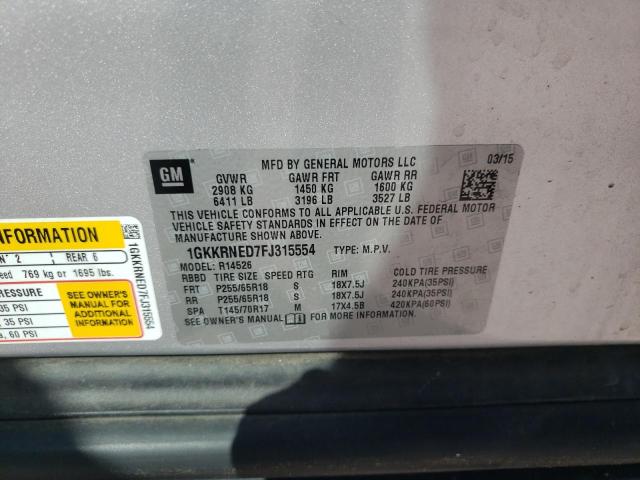 GM
MFD BY GENERAL MOTORS LLC 03/15
GVWR GAWR FRT GAWR RR
2908 KG 1450 KG 1600 KG
6411 LB 3196 LB 3527 LB
THIS VEHICLE CONFORMS TO ALL APPLICABLE U.S. FEDERAL MOTOR
VEHICLE SAFETY STANDARDS IN EFFECT ON THE DATE OF
MANUFACTURE SHOWN ABOVE.
1GKKRNED7FJ315554 TYPE: M.P.V.
MODEL: R14526
RBBD TIRE SIZE SPEED RTG RIM COLD TIRE PRESSURE
FRT P255/65R18 S 18X7.5J 240KPA(35PSI)
RR P255/65R18 S 18X7.5J 240KPA(35PSI)
SPA T145/70R17 M 17X4.5B 420KPA(60PSI)
SEE OWNER'S MANUAL FOR MORE INFORMATION.
INFORMATION
2 REAR 6
769 kg or 1695 lbs.
PRESSURE
35 PSI
, 35 PSI
, 60 PSI
SEE OWNER'S
MANUAL FOR
ADDITIONAL
INFORMATION
1GKKRNED7FJ315554